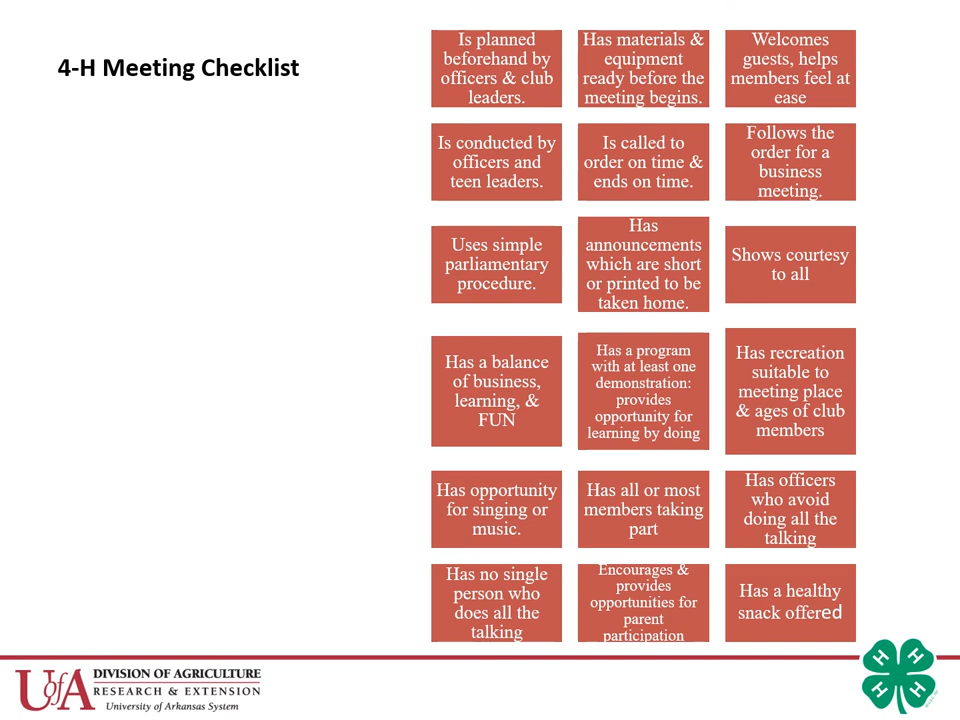 4-H Meeting Checklist
Is planned
beforehand by
officers & club
leaders.
Has materials &
equipment
ready before the
meeting begins.
Welcomes
guests, helps
members feel at
ease
Is conducted by
officers and
teen leaders.
Is called to
order on time &
ends on time.
Follows the
order for a
business
meeting.
Uses simple
parliamentary
procedure.
Has
announcements
which are short
or printed to be
taken home.
Shows courtesy
to all
Has a balance
of business,
learning, &
FUN
Has a program
with at least one
demonstration:
provides
opportunity for
learning by doing
Has recreation
suitable to
meeting place
& ages of club
members
Has opportunity
for singing or
music.
Has all or most
members taking
part
Has officers
who avoid
doing all the
talking
Has no single
person who
does all the
talking
Encourages &
provides
opportunities for
parent
participation
Has a healthy
snack offered
UofA
DIVISION OF AGRICULTURE
RESEARCH & EXTENSION
University of Arkansas System
H H
H H